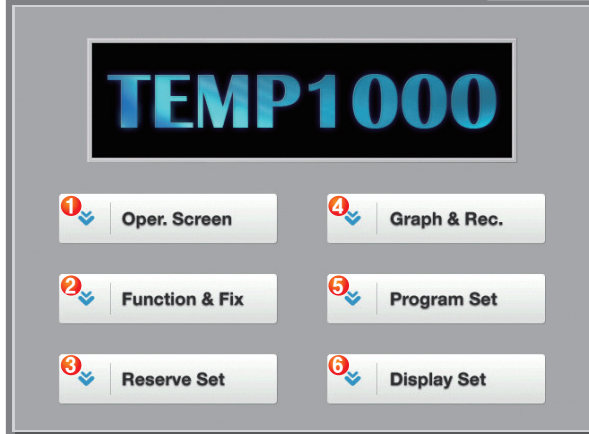 TEMP1000
1 Oper. Screen
2 Function & Fix
3 Reserve Set
4 Graph & Rec.
5 Program Set
6 Display Set